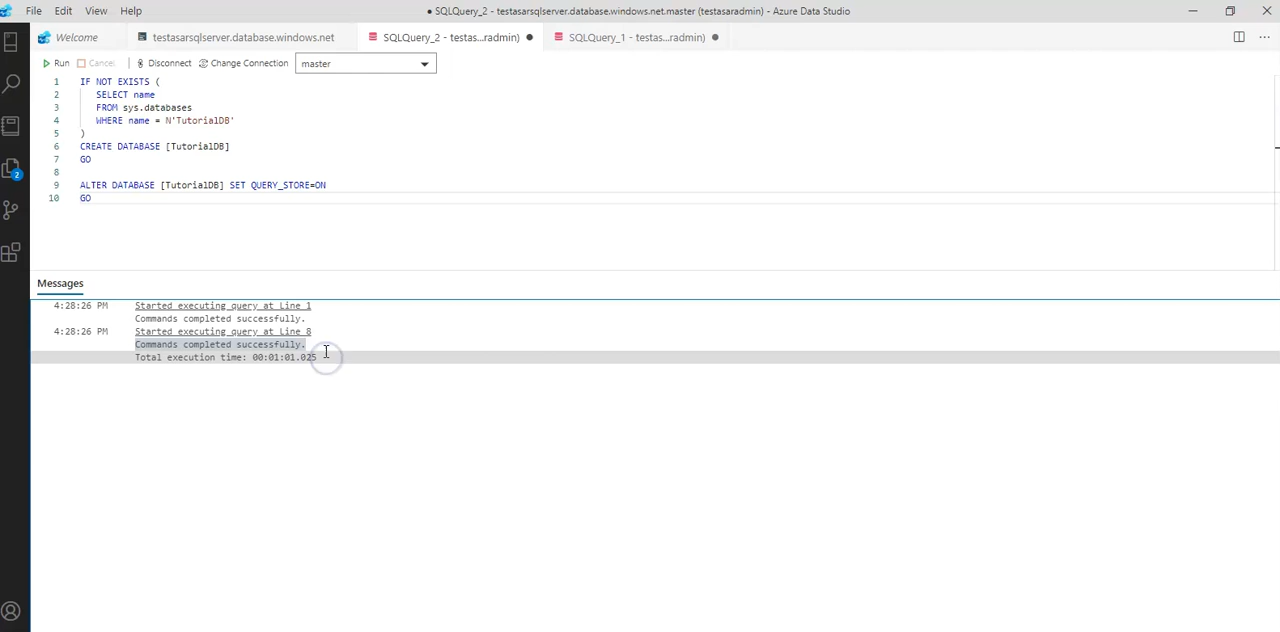 File Edit View Help
● SQLQuery_2 - testasarsqlserver.database.windows.net.master (testasaradmin) - Azure Data Studio
Welcome
testasarsqlserver.database.windows.net
SQLQuery_2 - testas...radmin) ●
SQLQuery_1 - testas...radmin) ●
Run Cancel Disconnect Change Connection master
1 IF NOT EXISTS (
2 SELECT name
3 FROM sys.databases
4 WHERE name = N'TutorialDB'
5 )
6 CREATE DATABASE [TutorialDB]
7 GO
8
9 ALTER DATABASE [TutorialDB] SET QUERY_STORE=ON
10 GO
2
Messages
4:28:26 PM Started executing query at Line 1
Commands completed successfully.
4:28:26 PM Started executing query at Line 8
Commands completed successfully.
Total execution time: 00:01:01.025